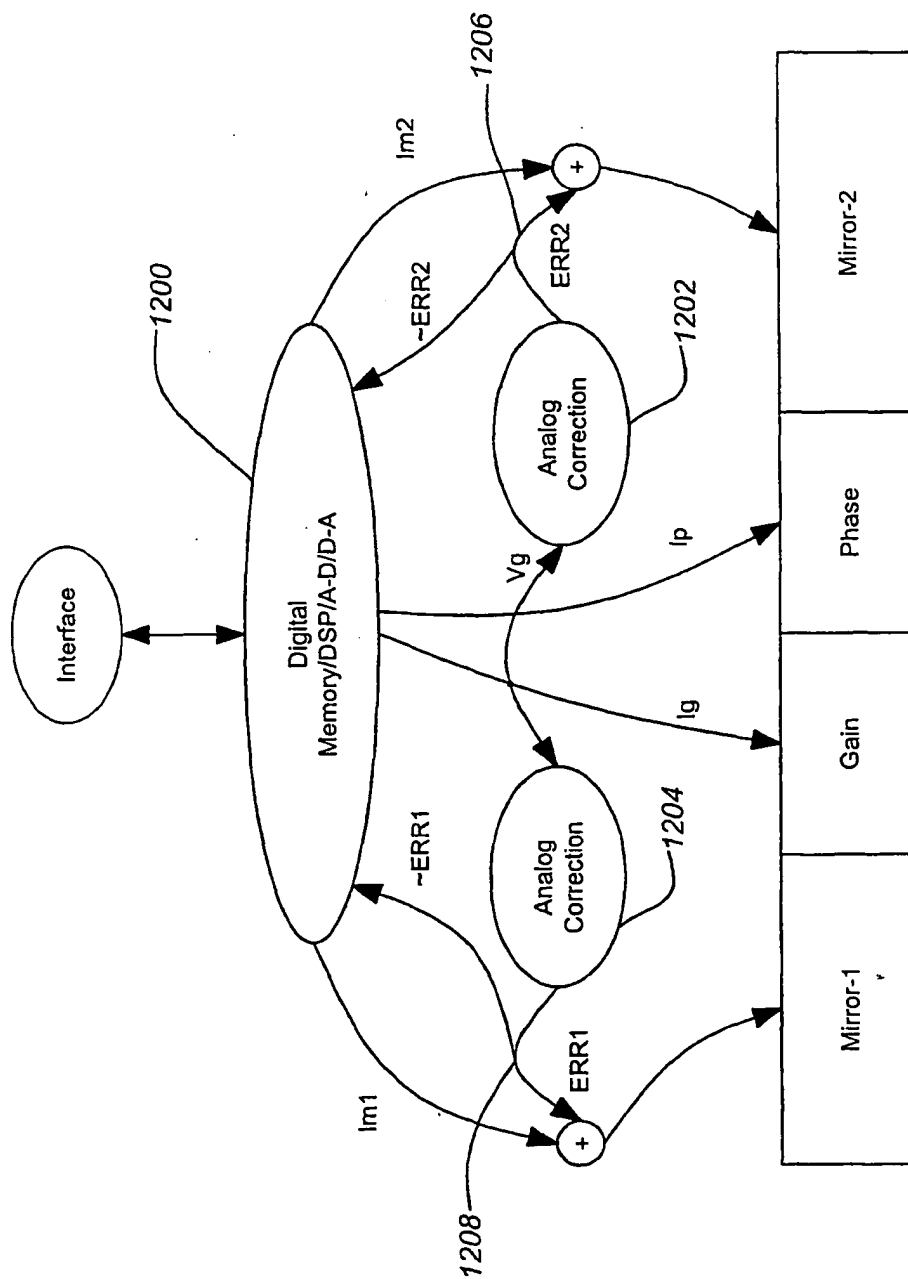 Interface
1200
Digital
Memory/DSP/A-D/D-A
Im1
~ERR1
~ERR2
Im2
1206
1208
ERR1
Analog
Correction
1204
Vg
Ig
Ip
Analog
Correction
1202
ERR2
+
+
Mirror-1
Gain
Phase
Mirror-2